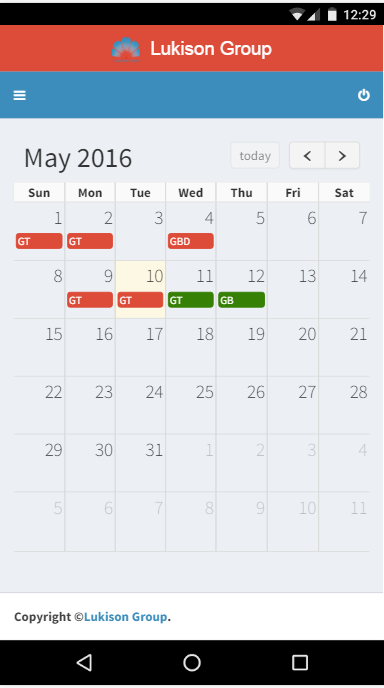 12:29
Lukison Group
May 2016
today
Sun Mon Tue Wed Thu Fri Sat
1 2 3 4 5 6 7
GT GT GBD
8 9 10 11 12 13 14
GT GT GT GB
15 16 17 18 19 20 21
22 23 24 25 26 27 28
29 30 31 1 2 3 4
5 6 7 8 9 10 11
Copyright ©Lukison Group.